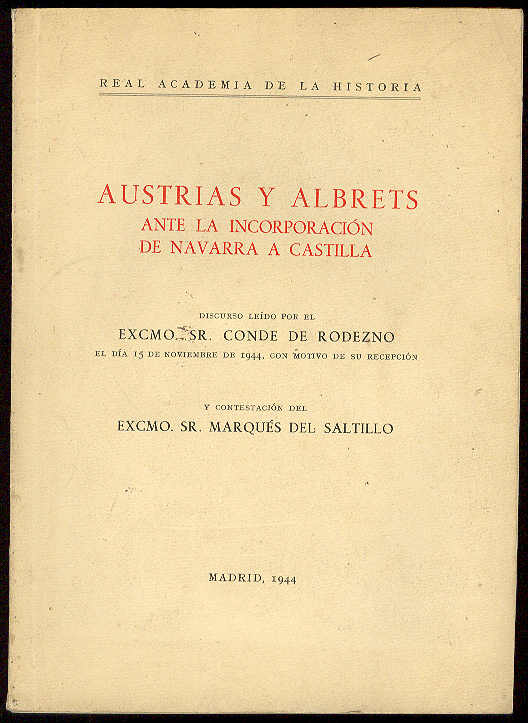 REAL ACADEMIA DE LA HISTORIA
AUSTRIAS Y ALBRETS
ANTE LA INCORPORACIÓN
DE NAVARRA A CASTILLA
DISCURSO LEÍDO POR EL
EXCMO. SR. CONDE DE RODEZNO
EL DÍA 15 DE NOVIEMBRE DE 1944, CON MOTIVO DE SU RECEPCIÓN
Y CONTESTACIÓN DEL
EXCMO. SR. MARQUÉS DEL SALTILLO
MADRID, 1944